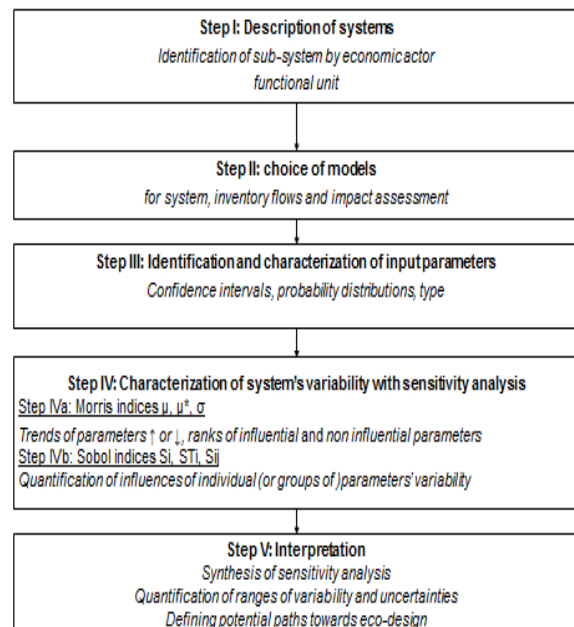 Step I: Description of systems
Identification of sub-system by economic actor
functional unit
Step II: choice of models
for system, inventory flows and impact assessment
Step III: Identification and characterization of input parameters
Confidence intervals, probability distributions, type
Step IV: Characterization of system's variability with sensitivity analysis
Step IVa: Morris indices μ, μ*, σ
Trends of parameters ↑ or ↓, ranks of influential and non influential parameters
Step IVb: Sobol indices Si, STi, Sij
Quantification of influences of individual (or groups of )parameters' variability
Step V: Interpretation
Synthesis of sensitivity analysis
Quantification of ranges of variability and uncertainties
Defining potential paths towards eco-design